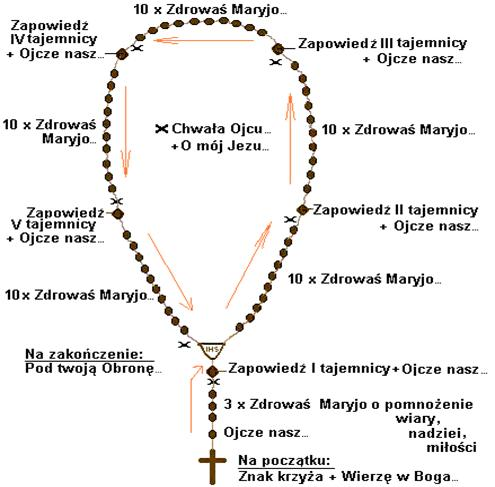 10 x Zdrowaś Maryjo...
Zapowiedź
IV tajemnicy
+ Ojcze nasz...
Zapowiedź III tajemnicy
+ Ojcze nasz...
10 x Zdrowaś
Maryjo...
Chwała Ojcu...
+O mój Jezu...
10 x Zdrowaś Maryjo...
Zapowiedź
V tajemnicy
+ Ojcze nasz...
Zapowiedź II tajemnicy
+ Ojcze nasz...
10 x Zdrowaś Maryjo...
10 x Zdrowaś Maryjo...
IHS
Na zakończenie:
Pod twoją Obronę...
Zapowiedź I tajemnicy+Ojcze nasz...
3 x Zdrowaś Maryjo o pomnożenie
wiary,
nadziei,
miłości
Ojcze nasz...
Na początku:
Znak krzyża + Wierzę w Boga...